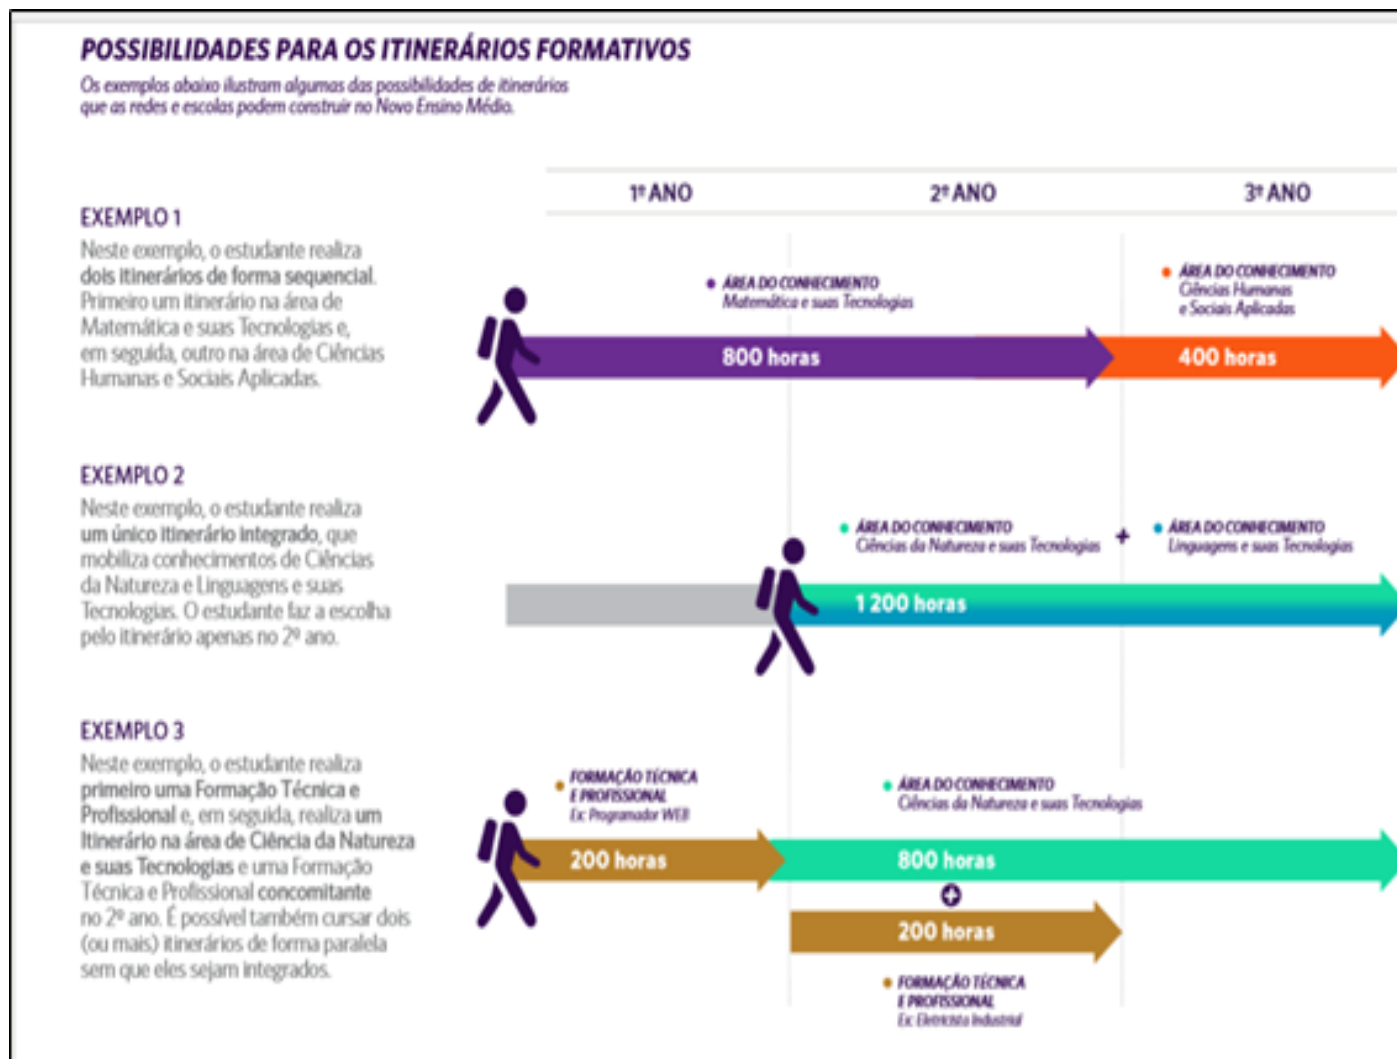 POSSIBILIDADES PARA OS ITINERÁRIOS FORMATIVOS
Os exemplos abaixo ilustram algumas das possibilidades de itinerários
que as redes e escolas podem construir no Novo Ensino Médio.
1º ANO
2º ANO
3º ANO
EXEMPLO 1
Neste exemplo, o estudante realiza
dois itinerários de forma sequencial.
Primeiro um itinerário na área de
Matemática e suas Tecnologias e,
em seguida, outro na área de Ciências
Humanas e Sociais Aplicadas.
ÁREA DO CONHECIMENTO
Matemática e suas Tecnologias
800 horas
ÁREA DO CONHECIMENTO
Ciências Humanas
e Sociais Aplicadas
400 horas
EXEMPLO 2
Neste exemplo, o estudante realiza
um único itinerário integrado, que
mobiliza conhecimentos de Ciências
da Natureza e Linguagens e suas
Tecnologias. O estudante faz a escolha
pelo itinerário apenas no 2º ano.
ÁREA DO CONHECIMENTO
Ciências da Natureza e suas Tecnologias
+
ÁREA DO CONHECIMENTO
Linguagens e suas Tecnologias
1 200 horas
EXEMPLO 3
Neste exemplo, o estudante realiza
primeiro uma Formação Técnica e
Profissional e, em seguida, realiza um
Itinerário na área de Ciência da Natureza
e suas Tecnologias e uma Formação
Técnica e Profissional concomitante
no 2º ano. É possível também cursar dois
(ou mais) itinerários de forma paralela
sem que eles sejam integrados.
FORMAÇÃO TÉCNICA
E PROFISSIONAL
Ex: Programador WEB
200 horas
ÁREA DO CONHECIMENTO
Ciências da Natureza e suas Tecnologias
800 horas
+
200 horas
FORMAÇÃO TÉCNICA
E PROFISSIONAL
Ex: Eletricista Industrial